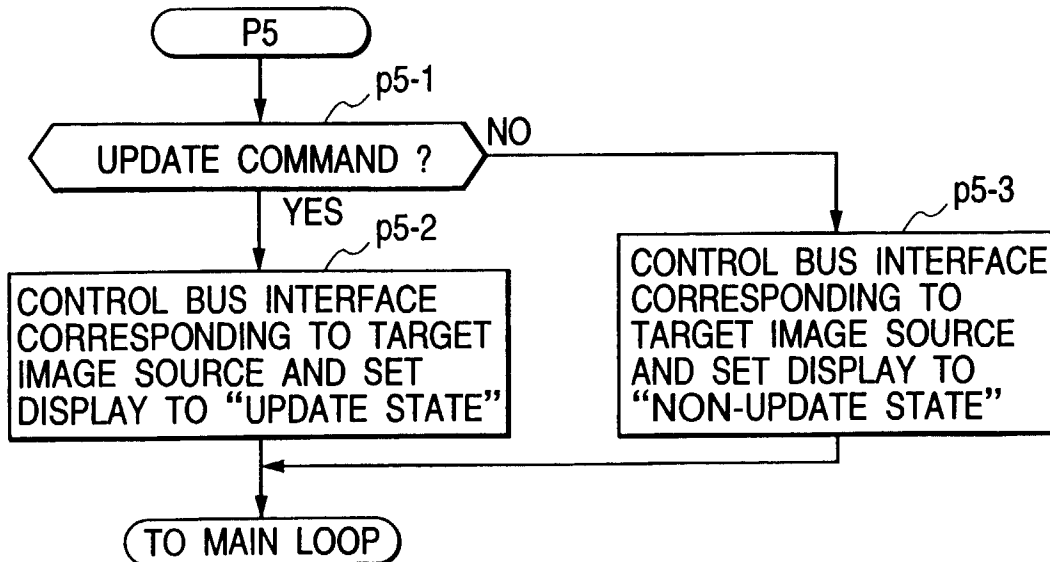 P5
p5-1
UPDATE COMMAND ?
NO
YES
p5-2
CONTROL BUS INTERFACE
CORRESPONDING TO TARGET
IMAGE SOURCE AND SET
DISPLAY TO “UPDATE STATE”
p5-3
CONTROL BUS INTERFACE
CORRESPONDING TO
TARGET IMAGE SOURCE
AND SET DISPLAY TO
“NON-UPDATE STATE”
TO MAIN LOOP